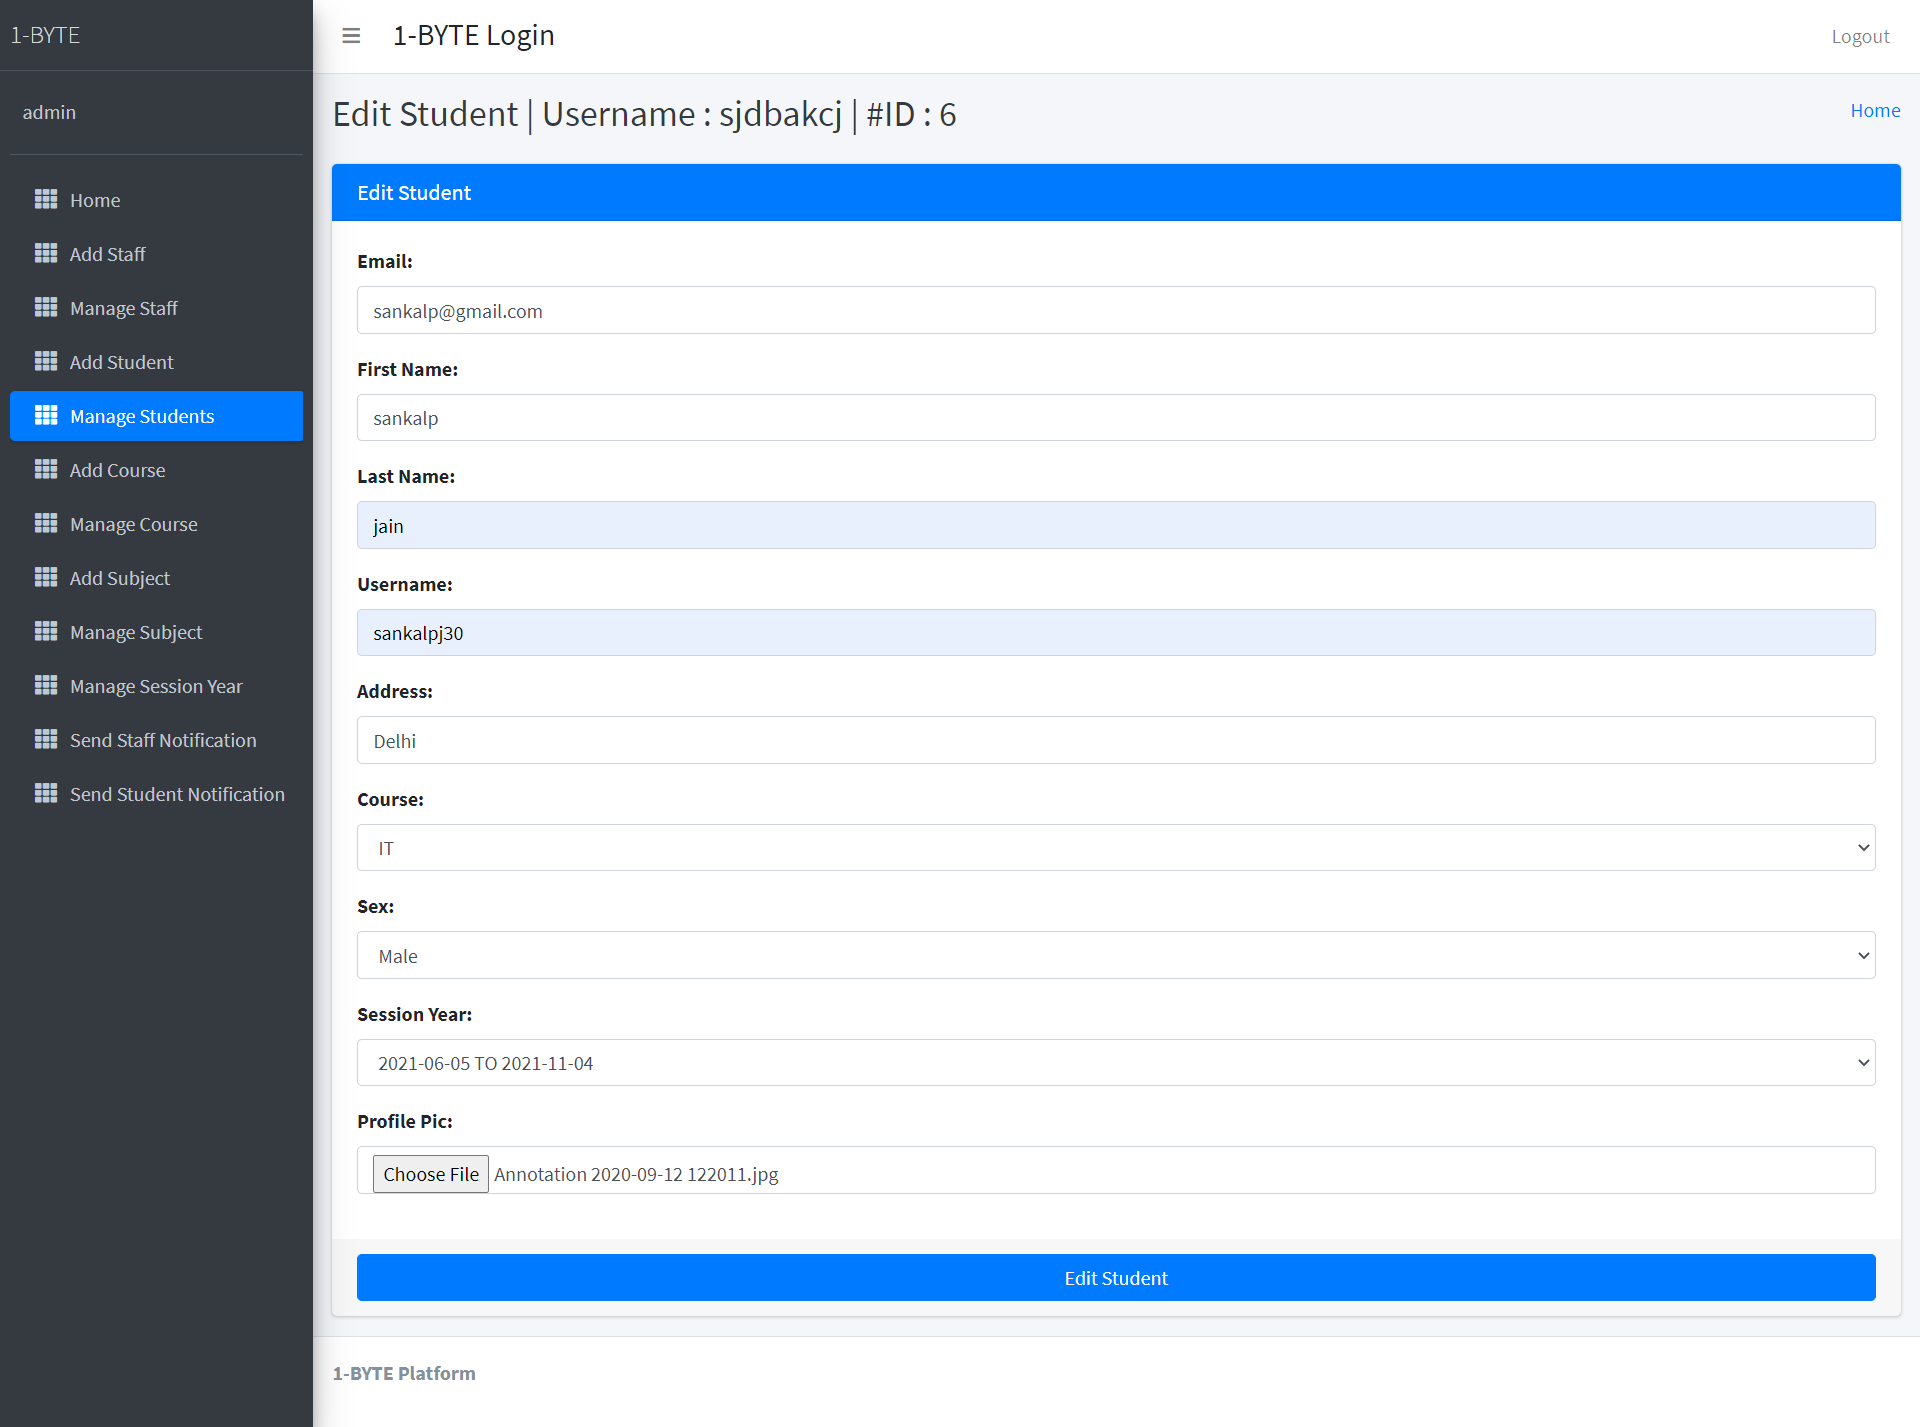 1-BYTE
admin
Home
Add Staff
Manage Staff
Add Student
Manage Students
Add Course
Manage Course
Add Subject
Manage Subject
Manage Session Year
Send Staff Notification
Send Student Notification
1-BYTE Login
Logout
Edit Student | Username : sjdbakcj | #ID : 6
Home
Edit Student
Email:
sankalp@gmail.com
First Name:
sankalp
Last Name:
jain
Username:
sankalpj30
Address:
Delhi
Course:
IT
Sex:
Male
Session Year:
2021-06-05 TO 2021-11-04
Profile Pic:
Choose File Annotation 2020-09-12 122011.jpg
Edit Student
1-BYTE Platform